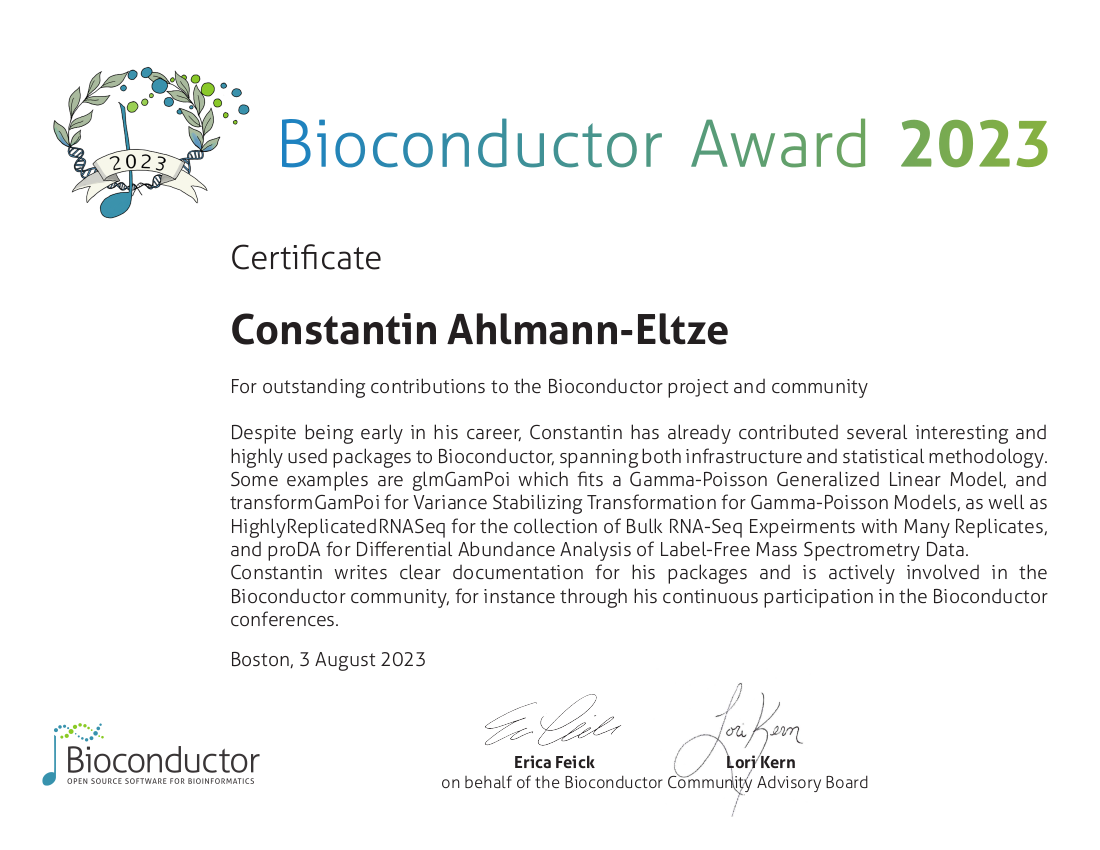 2023
Bioconductor Award 2023
Certificate
Constantin Ahlmann-Eltze
For outstanding contributions to the Bioconductor project and community
Despite being early in his career, Constantin has already contributed several interesting and
highly used packages to Bioconductor, spanning both infrastructure and statistical methodology.
Some examples are glmGamPoi which fits a Gamma-Poisson Generalized Linear Model, and
transformGamPoi for Variance Stabilizing Transformation for Gamma-Poisson Models, as well as
HighlyReplicatedRNASeq for the collection of Bulk RNA-Seq Expeirments with Many Replicates,
and proDA for Differential Abundance Analysis of Label-Free Mass Spectrometry Data.
Constantin writes clear documentation for his packages and is actively involved in the
Bioconductor community, for instance through his continuous participation in the Bioconductor
conferences.
Boston, 3 August 2023
Lori Kern
Bioconductor
OPEN SOURCE SOFTWARE FOR BIOINFORMATICS
Erica Feick Lori Kern
on behalf of the Bioconductor Community Advisory Board